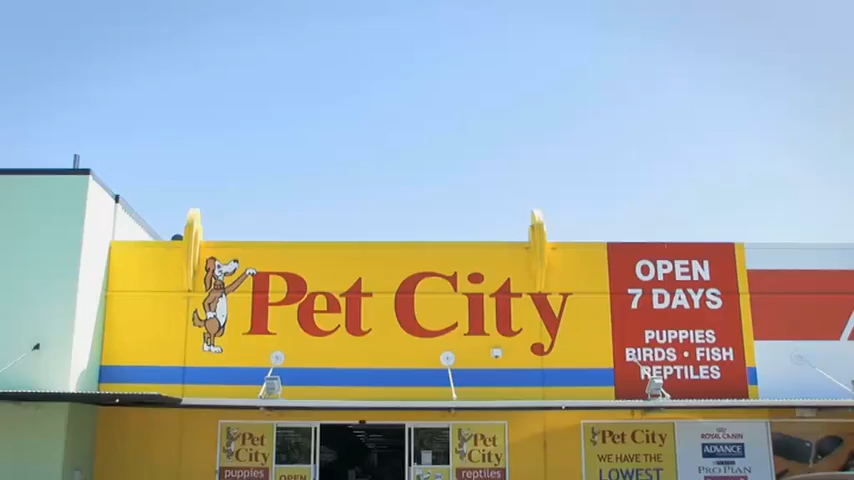 Pet City
OPEN
7 DAYS
PUPPIES
BIRDS • FISH
REPTILES
Pet
City
puppies
OPEN
Pet
City
reptiles
Pet City
WE HAVE THE
LOWEST
ROYAL CANIN
ADVANCE
PRO PLAN